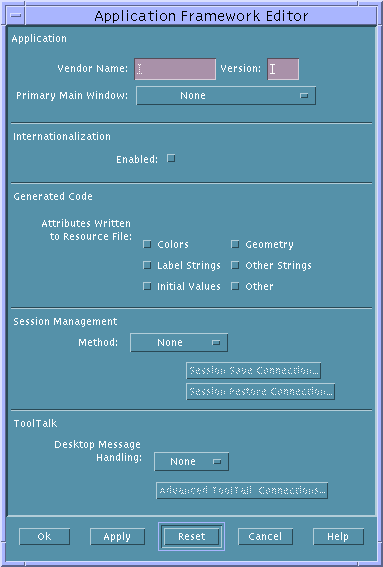 Application Framework Editor
Application
Vendor Name: Version:
Primary Main Window: None
Internationalization
Enabled:
Generated Code
Attributes Written
to Resource File:
Colors Geometry
Label Strings Other Strings
Initial Values Other
Session Management
Method: None
Session Save Connection...
Session Restore Connection...
ToolTalk
Desktop Message
Handling: None
Advanced ToolTalk Connections...
Ok Apply Reset Cancel Help